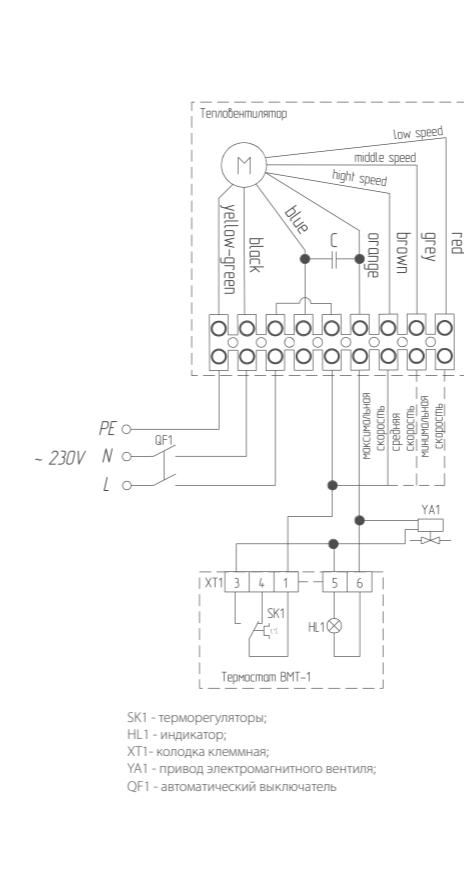 Тепловентилятор
low speed
middle speed
hight speed
M
blue
C
yellow-green
black
orange
brown
grey
red
максимальная
скорость
средняя
скорость
минимальная
скорость
PE
QF1
~ 230V N
L
YA1
XT1 3 4 1 5 6
SK1
t°C
HL1
Термостат ВМТ-1
SK1 - терморегуляторы;
HL1 - индикатор;
XT1- колодка клеммная;
YA1 - привод электромагнитного вентиля;
QF1 - автоматический выключатель